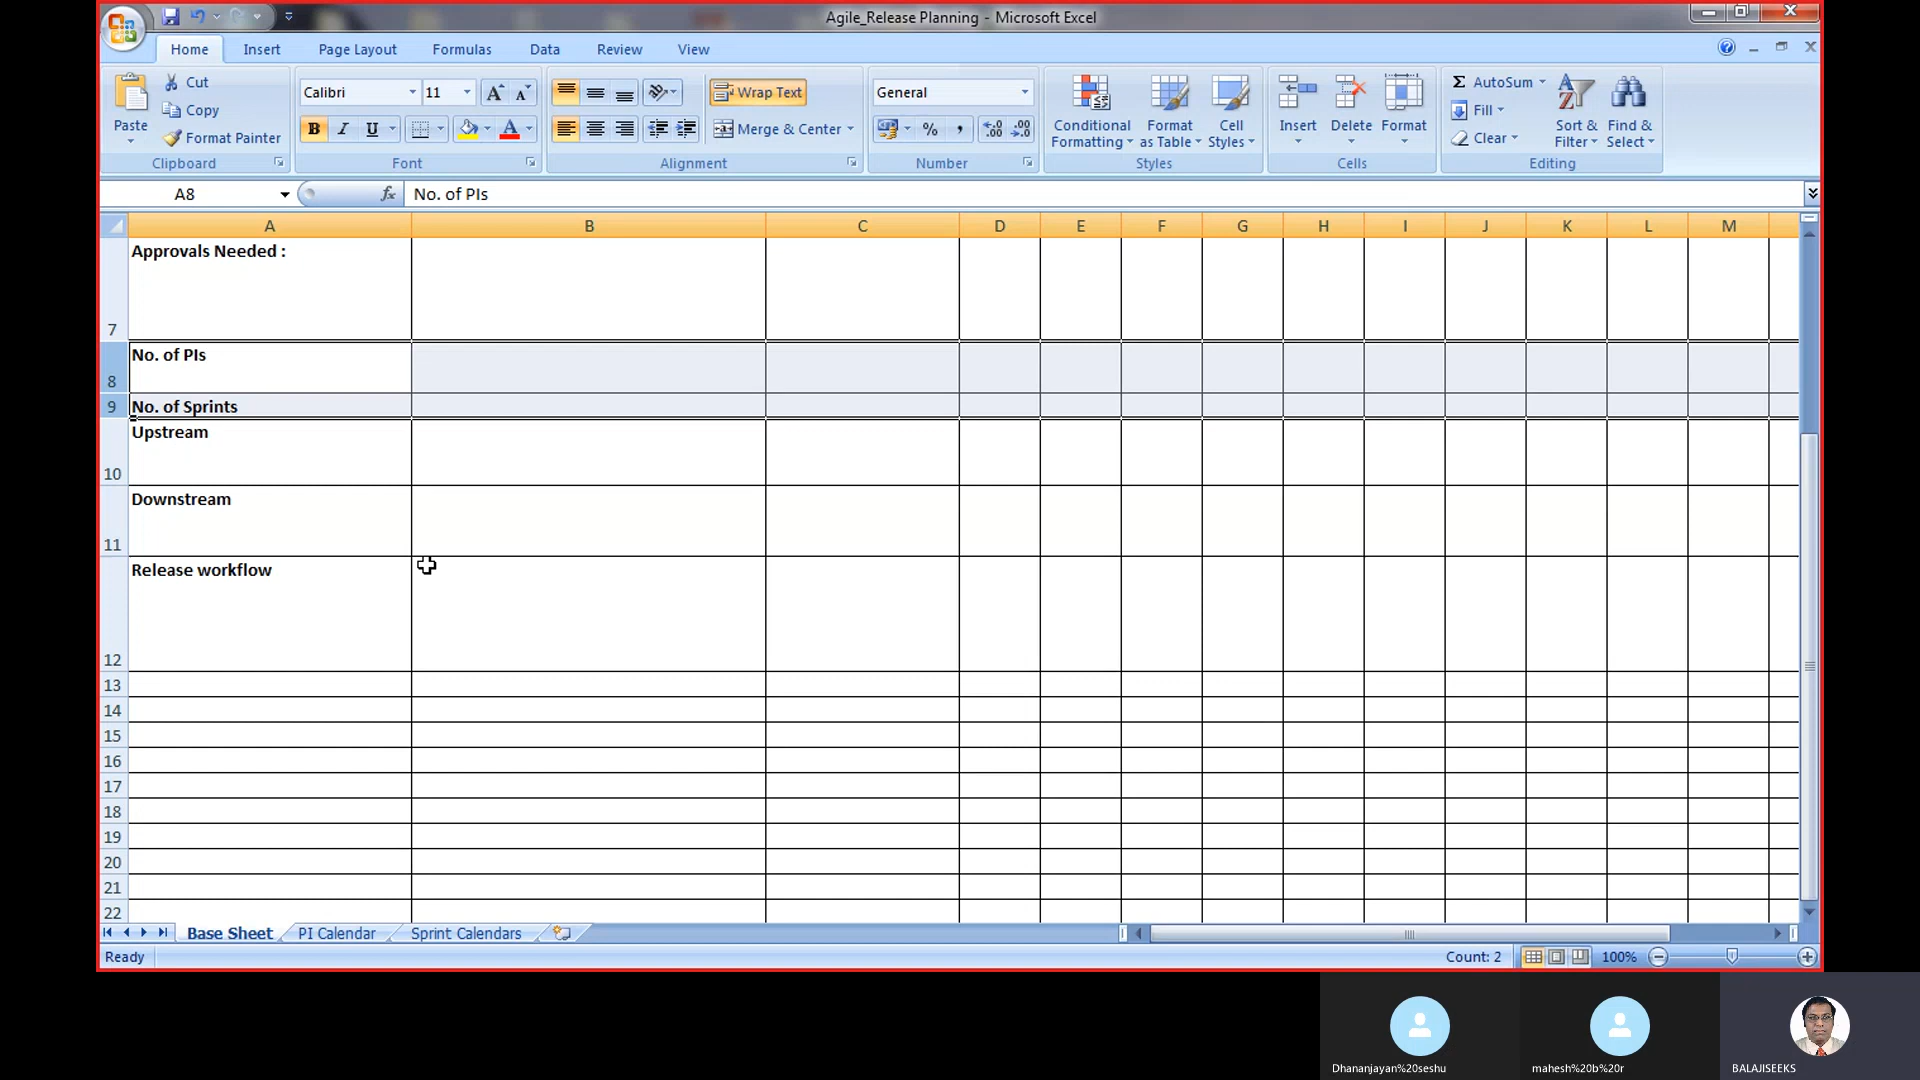 Agile_Release Planning - Microsoft Excel
Home Insert Page Layout Formulas Data Review View
Paste
Cut
Copy
Format Painter
Clipboard
Calibri 11
B I U
Font
Wrap Text
Merge & Center
Alignment
General
%
Number
Conditional Formatting
Format as Table
Cell Styles
Styles
Insert
Delete
Format
Cells
AutoSum
Fill
Clear
Sort & Filter
Find & Select
Editing
A8 fx No. of PIs
A B C D E F G H I J K L M
7 Approvals Needed :
8 No. of PIs
9 No. of Sprints
10 Upstream
11 Downstream
12 Release workflow
13
14
15
16
17
18
19
20
21
22
Base Sheet PI Calendar Sprint Calendars
Ready Count: 2 100%
Dhananjayan%20seshu mahesh%20b%20r BALAJISEEKS